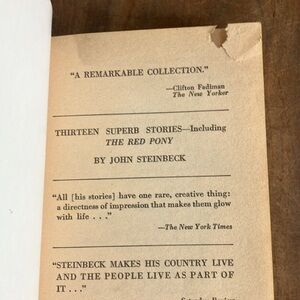 "A REMARKABLE COLLECTION."
—Clifton Fadiman
The New Yorker
THIRTEEN SUPERB STORIES—Including
THE RED PONY
BY JOHN STEINBECK
"All [his stories] have one rare, creative thing:
a directness of impression that makes them glow
with life . . ."
—The New York Times
"STEINBECK MAKES HIS COUNTRY LIVE
AND THE PEOPLE LIVE AS PART OF
IT . . ."